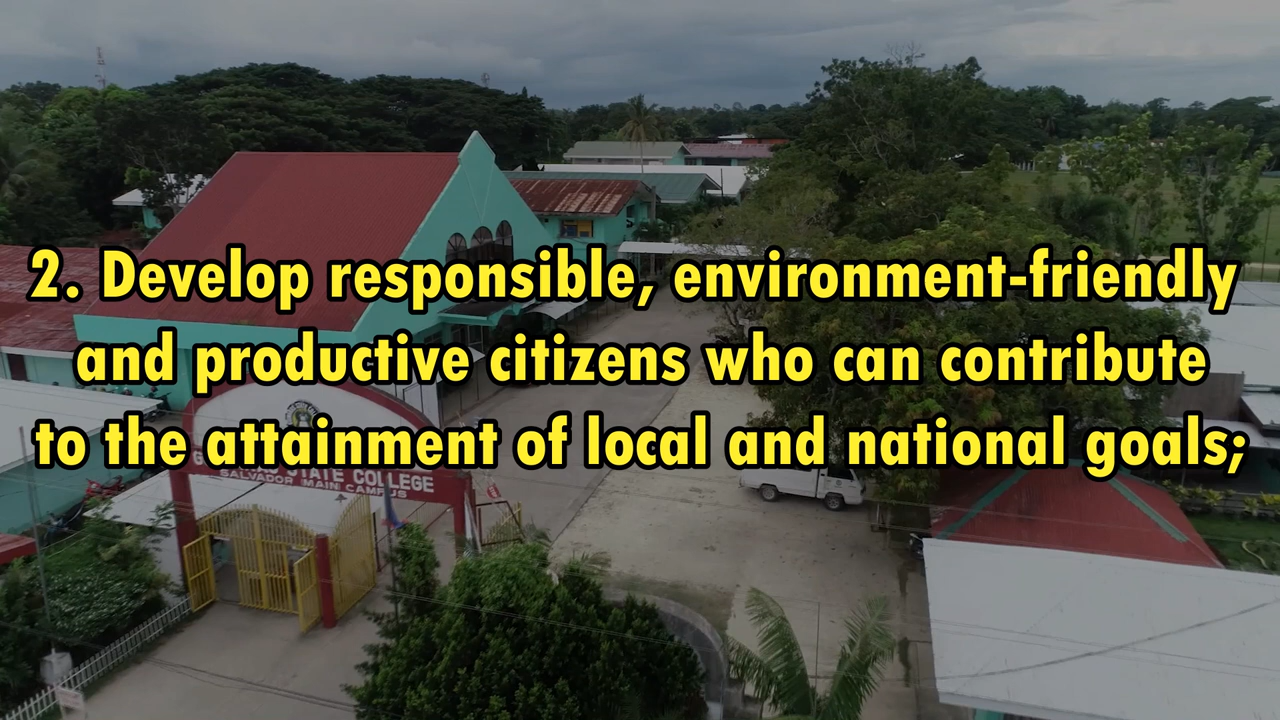 2. Develop responsible, environment-friendly
and productive citizens who can contribute
to the attainment of local and national goals;
STATE COLLEGE
SALVADOR MAIN CAMPUS